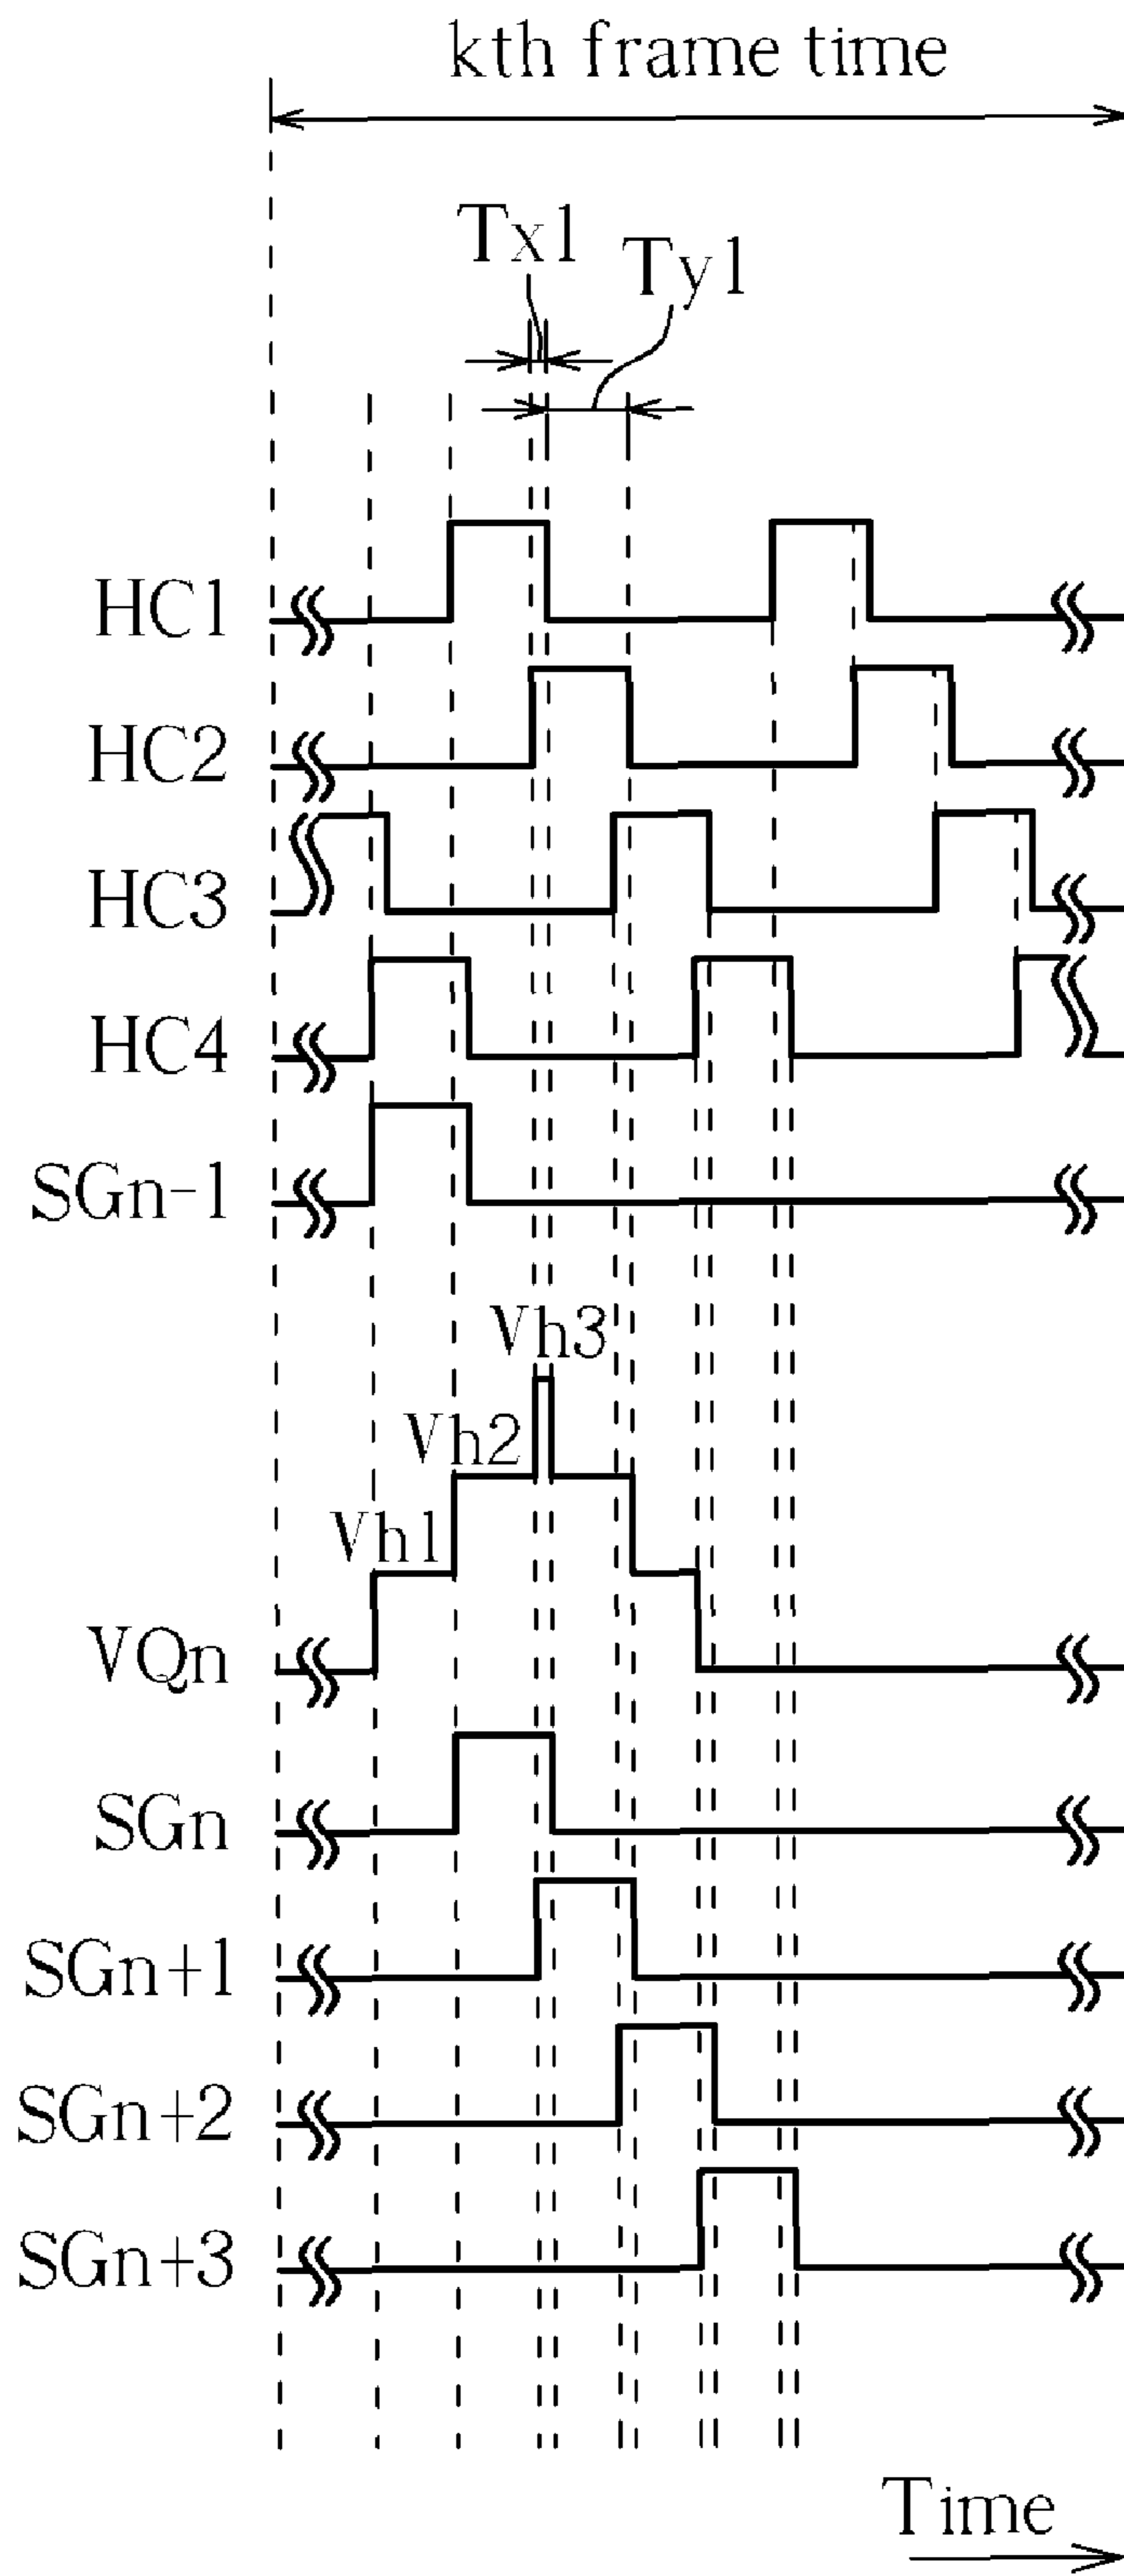 kth frame time
Tx1
Ty1
HC1
HC2
HC3
HC4
SGn-1
Vh3
Vh2
Vh1
VQn
SGn
SGn+1
SGn+2
SGn+3
Time